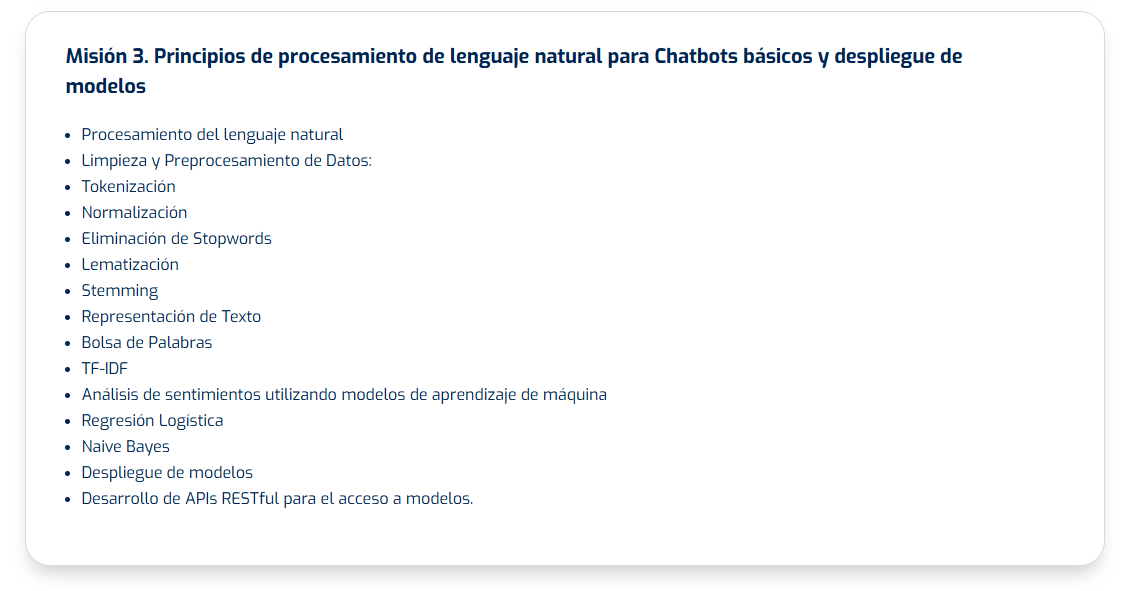 Misión 3. Principios de procesamiento de lenguaje natural para Chatbots básicos y despliegue de
modelos
• Procesamiento del lenguaje natural
• Limpieza y Preprocesamiento de Datos:
• Tokenización
• Normalización
• Eliminación de Stopwords
• Lematización
• Stemming
• Representación de Texto
• Bolsa de Palabras
• TF-IDF
• Análisis de sentimientos utilizando modelos de aprendizaje de máquina
• Regresión Logística
• Naive Bayes
• Despliegue de modelos
• Desarrollo de APIs RESTful para el acceso a modelos.